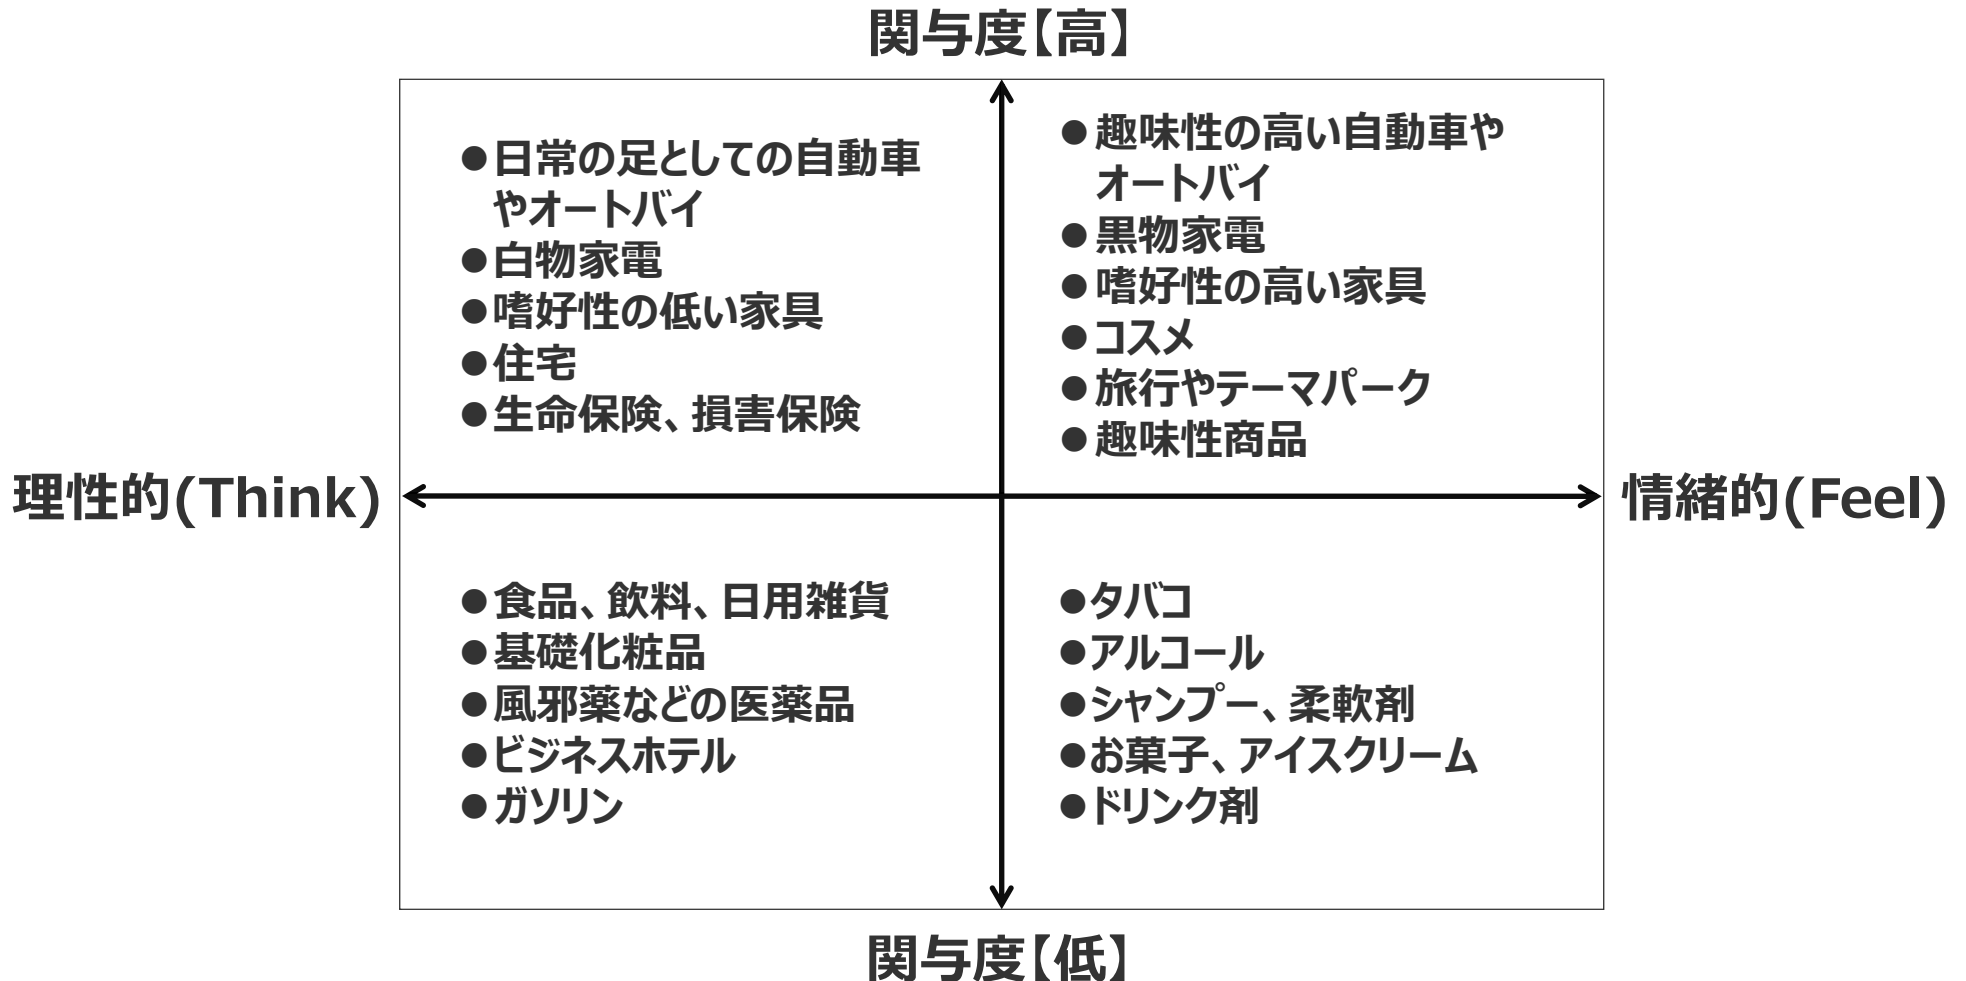 関与度【高】
●日常の足としての自動車
やオートバイ
●白物家電
●嗜好性の低い家具
●住宅
●生命保険、損害保険
●趣味性の高い自動車や
オートバイ
●黒物家電
●嗜好性の高い家具
●コスメ
●旅行やテーマパーク
●趣味性商品
理性的(Think)
情緒的(Feel)
●食品、飲料、日用雑貨
●基礎化粧品
●風邪薬などの医薬品
●ビジネスホテル
●ガソリン
●タバコ
●アルコール
●シャンプー、柔軟剤
●お菓子、アイスクリーム
●ドリンク剤
関与度【低】